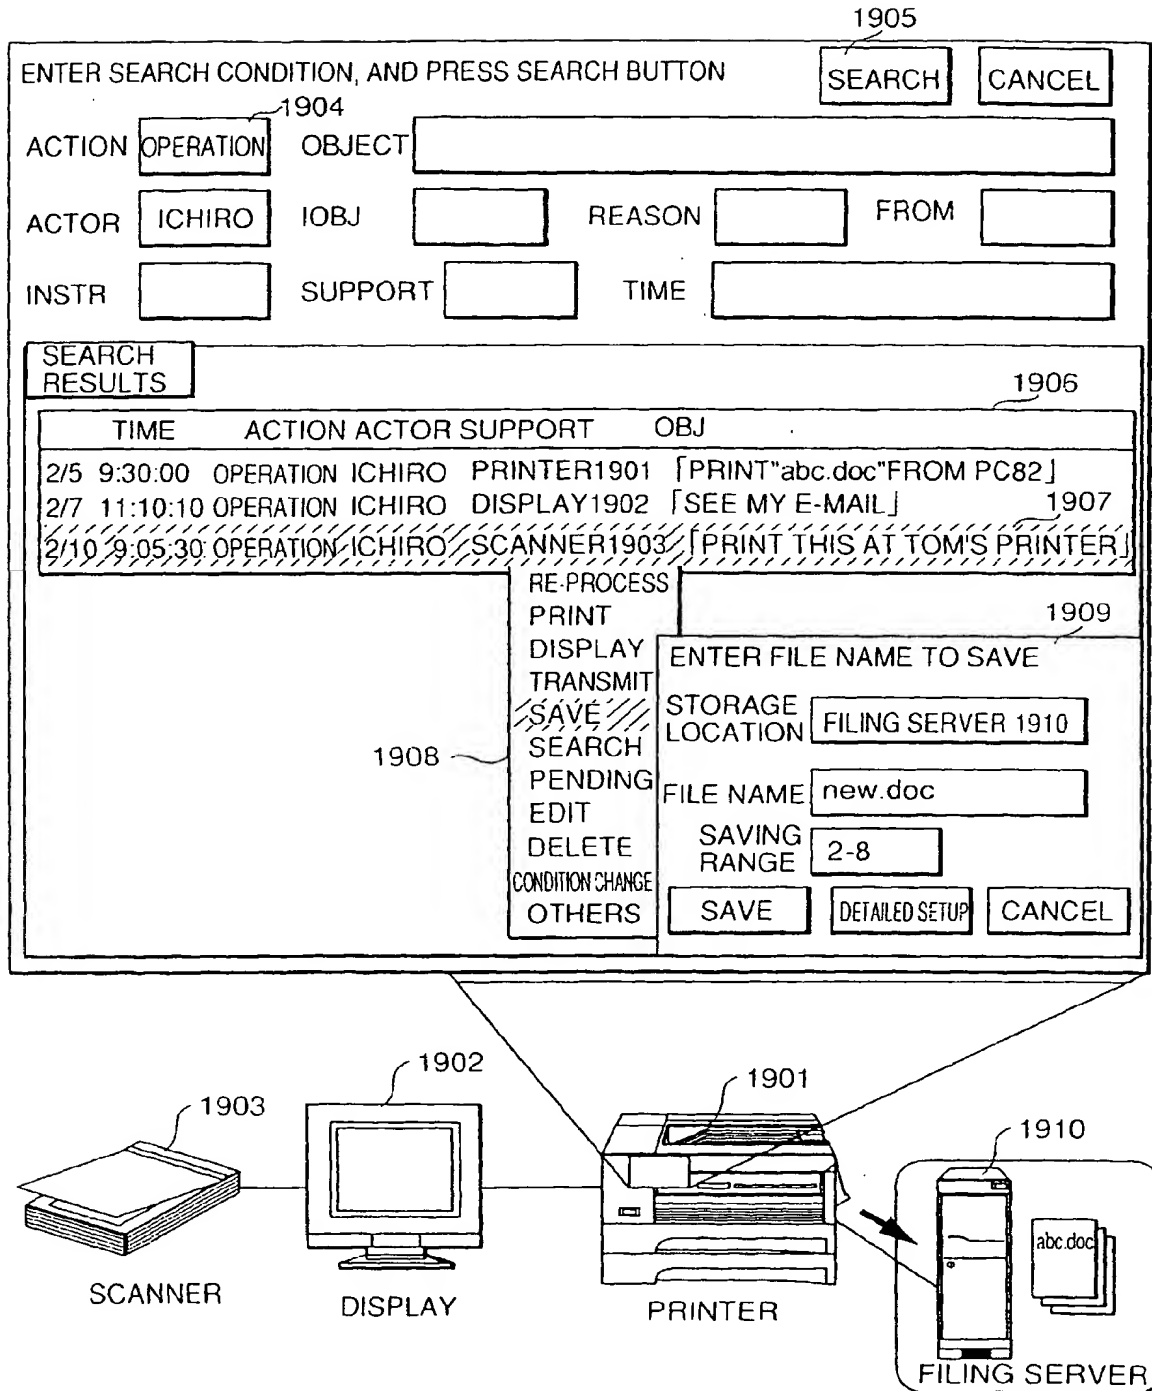 1905
ENTER SEARCH CONDITION, AND PRESS SEARCH BUTTON SEARCH CANCEL
1904
ACTION OPERATION OBJECT
ACTOR ICHIRO IOBJ REASON FROM
INSTR SUPPORT TIME
SEARCH
RESULTS
1906
TIME ACTION ACTOR SUPPORT OBJ
2/5 9:30:00 OPERATION ICHIRO PRINTER1901 「PRINT"abc.doc"FROM PC82」
2/7 11:10:10 OPERATION ICHIRO DISPLAY1902 「SEE MY E-MAIL」 1907
2/10 9:05:30 OPERATION ICHIRO SCANNER1903 「PRINT THIS AT TOM'S PRINTER」
1908
RE-PROCESS
PRINT
DISPLAY
TRANSMIT
SAVE
SEARCH
PENDING
EDIT
DELETE
CONDITION CHANGE
OTHERS
1909
ENTER FILE NAME TO SAVE
STORAGE
LOCATION FILING SERVER 1910
FILE NAME new.doc
SAVING
RANGE 2-8
SAVE DETAILED SETUP CANCEL
1903
1902
1901
1910
abc.doc
SCANNER
DISPLAY
PRINTER
FILING SERVER